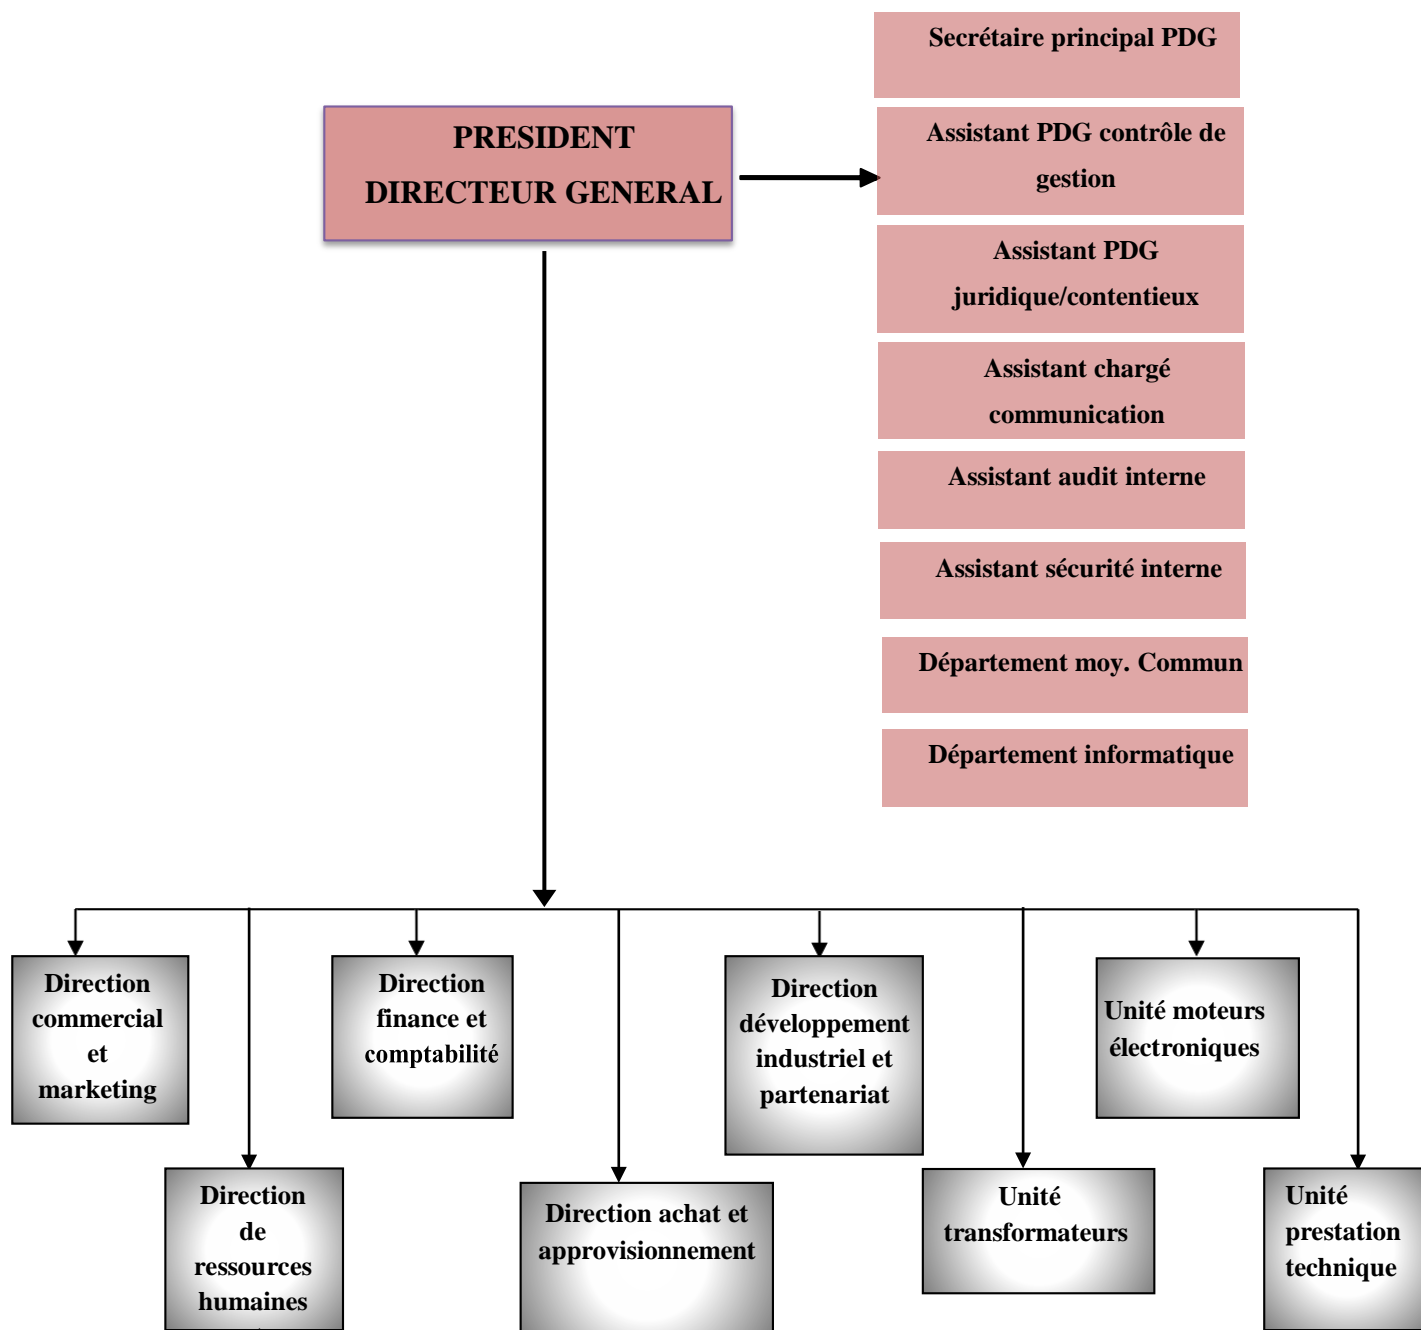 Secrétaire principal PDG
PRESIDENT
DIRECTEUR GENERAL
Assistant PDG contrôle de
gestion
Assistant PDG
juridique/contentieux
Assistant chargé
communication
Assistant audit interne
Assistant sécurité interne
Département moy. Commun
Département informatique
Direction
commercial
et
marketing
Direction
finance et
comptabilité
Direction
développement
industriel et
partenariat
Unité moteurs
électroniques
Direction
de
ressources
humaines
Direction achat et
approvisionnement
Unité
transformateurs
Unité
prestation
technique